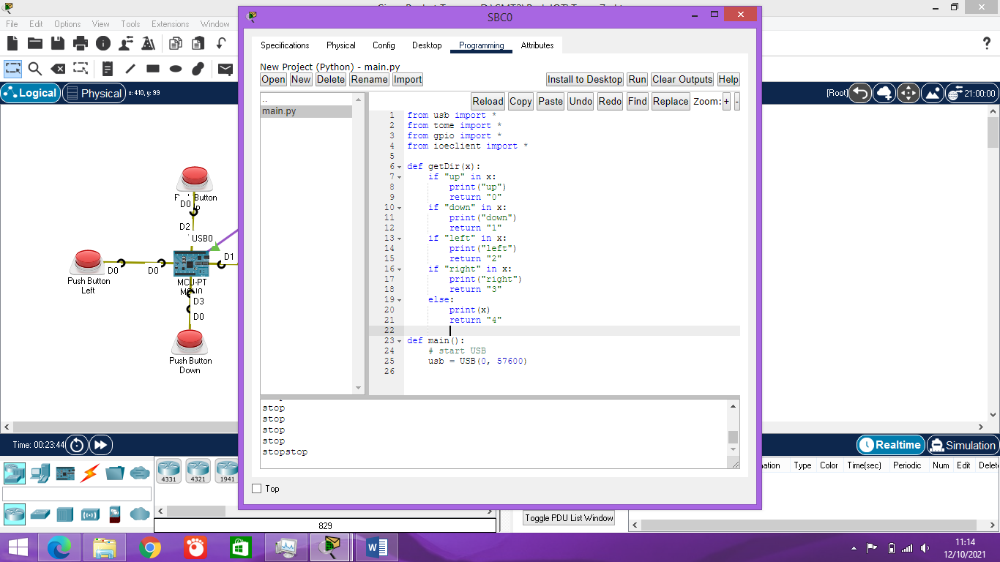 SBC0
File Edit Options View Tools Extensions Window
Specifications Physical Config Desktop Programming Attributes
New Project (Python) - main.py
Open New Delete Rename Import Install to Desktop Run Clear Outputs Help
Logical Physical x: 410, y: 99
[Root] 21:00:00
..
main.py
Reload Copy Paste Undo Redo Find Replace Zoom: + -
1 from usb import *
2 from tome import *
3 from gpio import *
4 from ioeclient import *
5
6 def getDir(x):
7 if "up" in x:
8 print("up")
9 return "0"
10 if "down" in x:
11 print("down")
12 return "1"
13 if "left" in x:
14 print("left")
15 return "2"
16 if "right" in x:
17 print("right")
18 return "3"
19 else:
20 print(x)
21 return "4"
22
23 def main():
24 # start USB
25 usb = USB(0, 57600)
26
stop
stop
stop
stop
stopstop
Top
Button
D0
D2
USB0
D1
D0 D0
Push Button
Left
MCU-PT
D3
D0
Push Button
Down
Time: 00:23:44
Realtime Simulation
4331 4321 1941
Type Color Time(sec) Periodic Num Edit
829
Toggle PDU List Window
11:14
12/10/2021